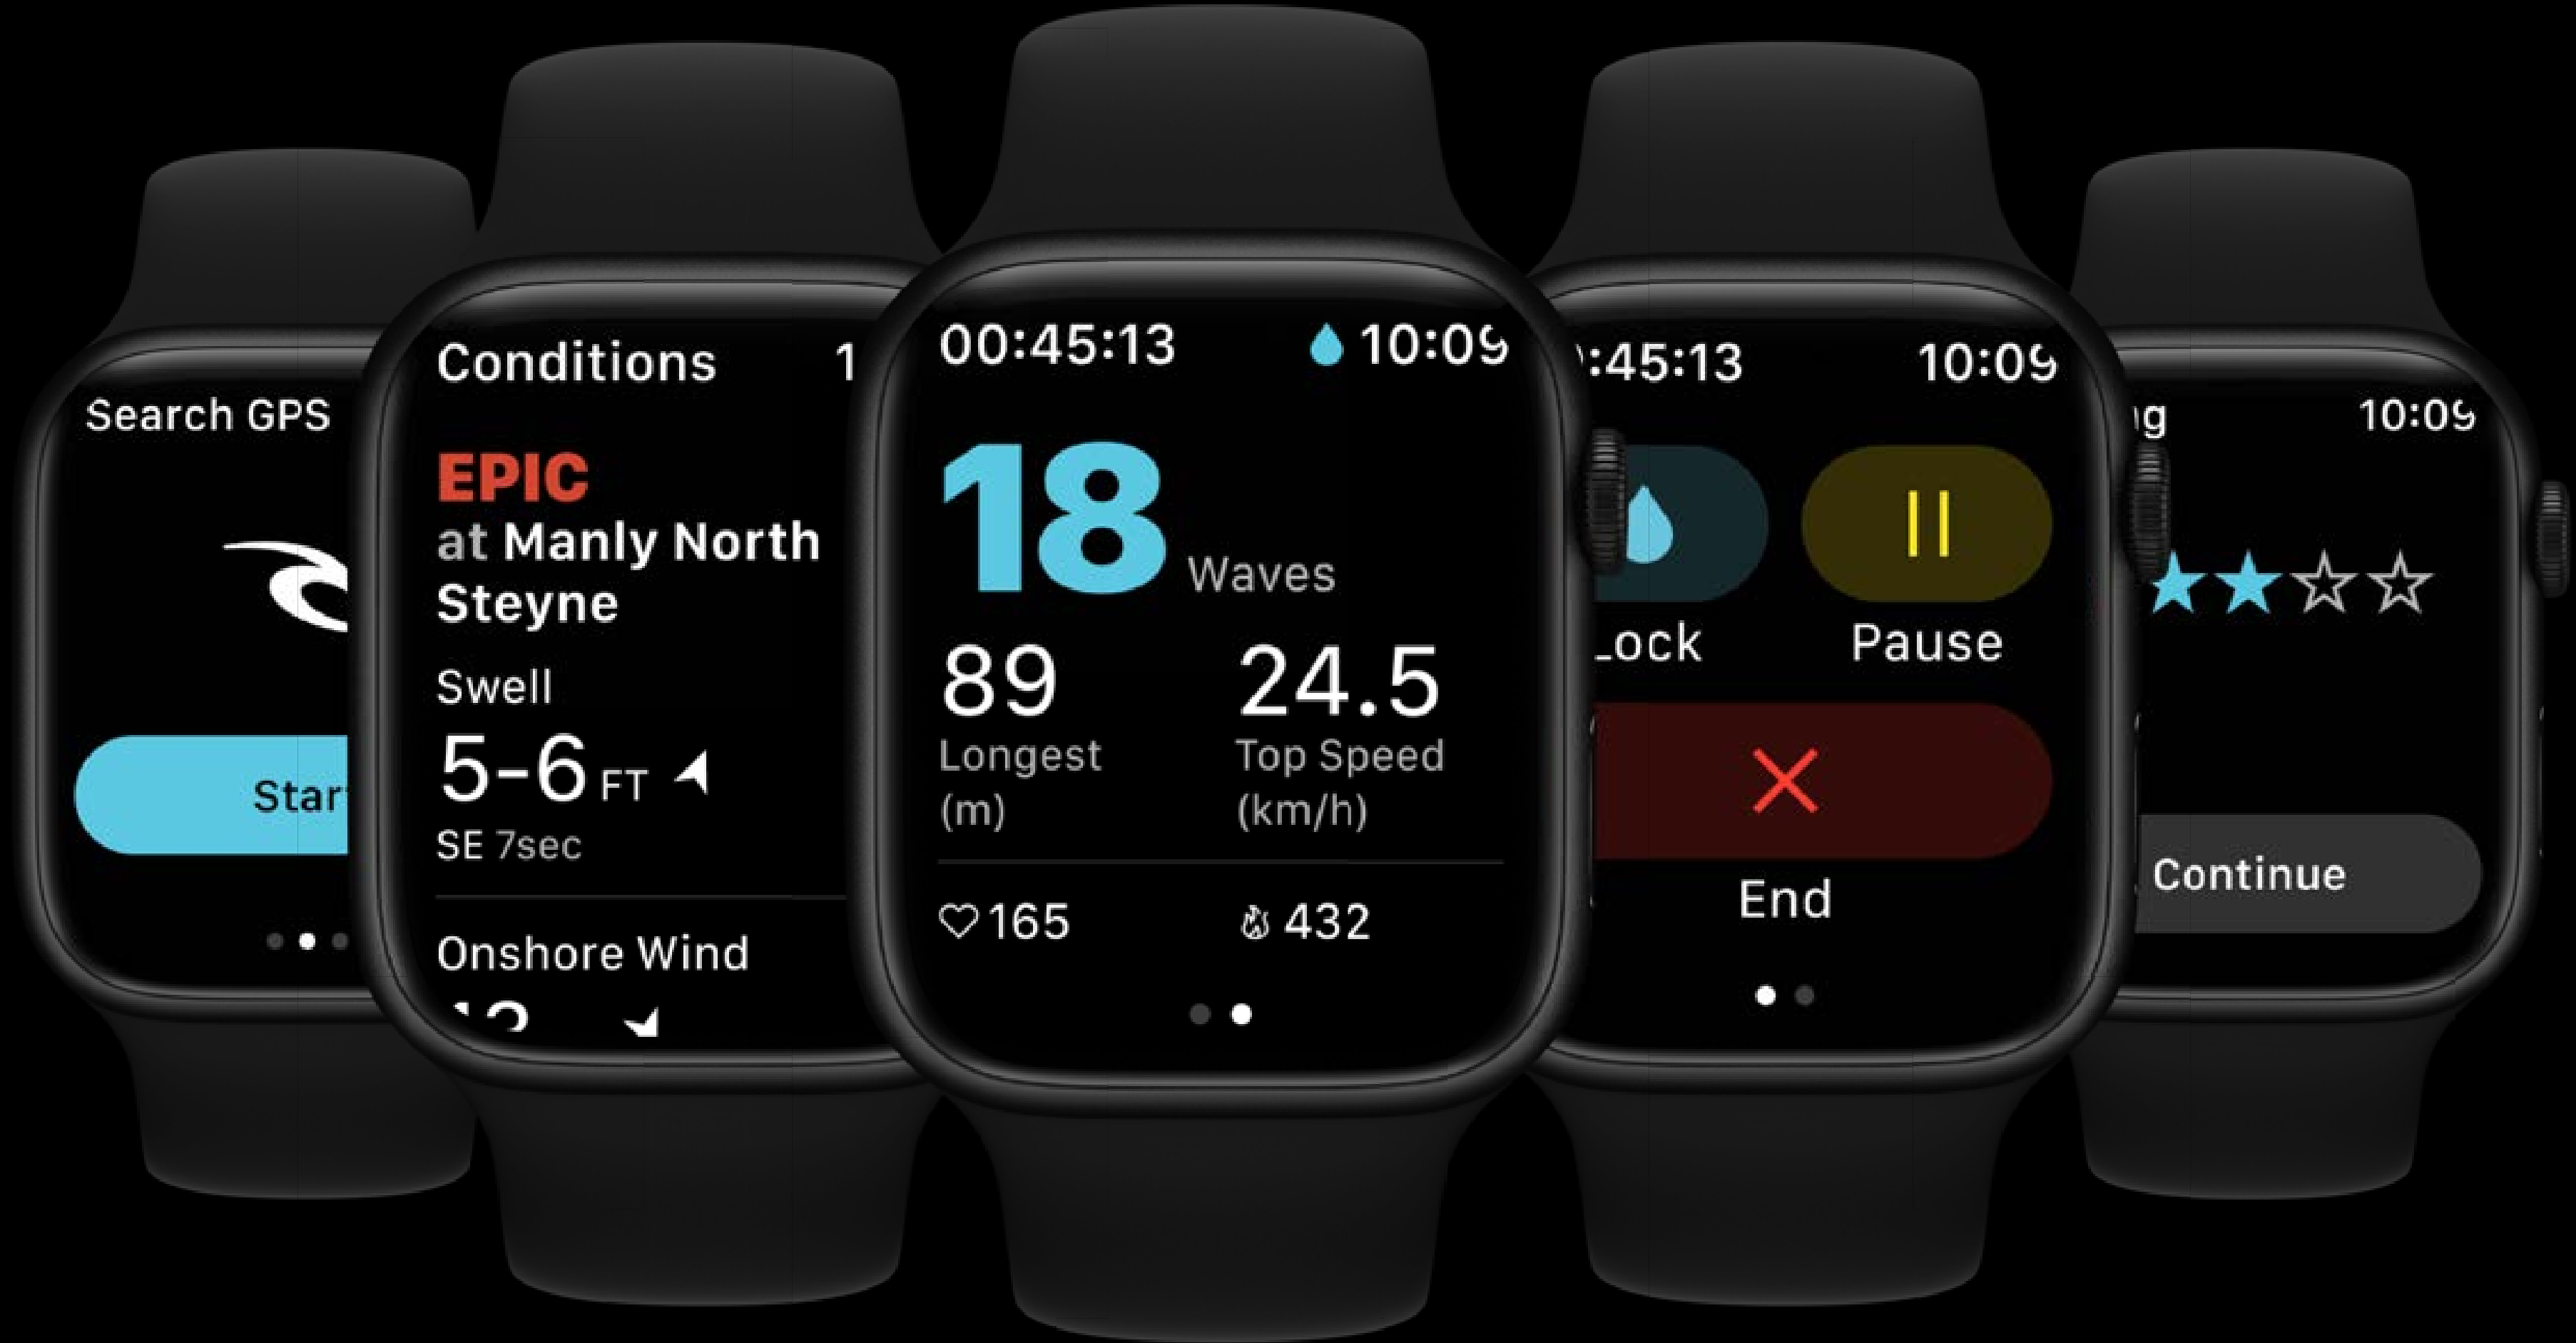 Search GPS
Start
Conditions
EPIC
at Manly North
Steyne
Swell
5-6 FT
SE 7sec
Onshore Wind
00:45:13 10:09
18 Waves
89
Longest
(m)
24.5
Top Speed
(km/h)
165
432
:45:13 10:09
Lock
Pause
End
10:09
Continue